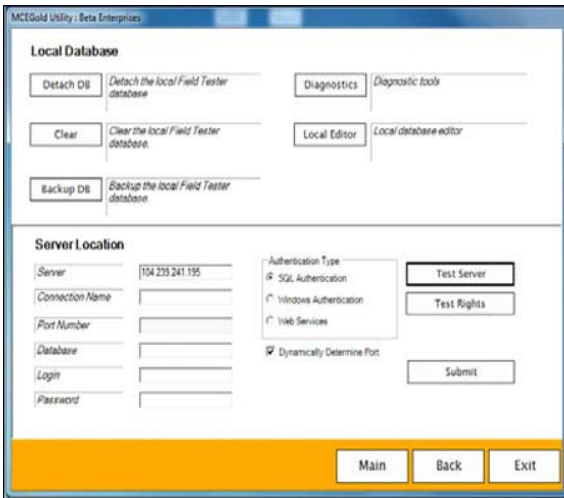 MCEGold Utility : Beta Enterprises
Local Database
Detach DB
Detach the local Field Tester
database
Diagnostics
Diagnostic tools
Clear
Clear the local Field Tester
database.
Local Editor
Local database editor
Backup DB
Backup the local Field Tester
database.
Server Location
Server
104.235.241.195
Connection Name
Port Number
Database
Login
Password
Authentication Type
SQL Authentication
Windows Authentication
Web Services
Dynamically Determine Port
Test Server
Test Rights
Submit
Main
Back
Exit